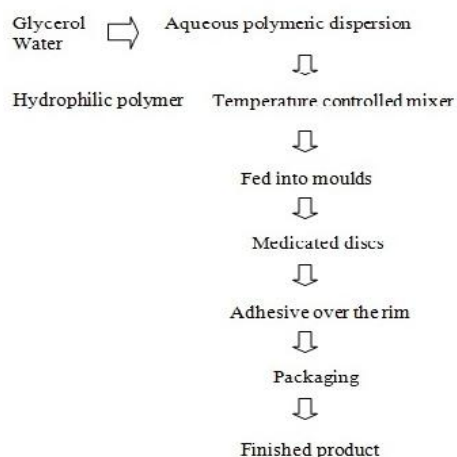 Glycerol
Water
Aqueous polymeric dispersion
Hydrophilic polymer
Temperature controlled mixer
Fed into moulds
Medicated discs
Adhesive over the rim
Packaging
Finished product